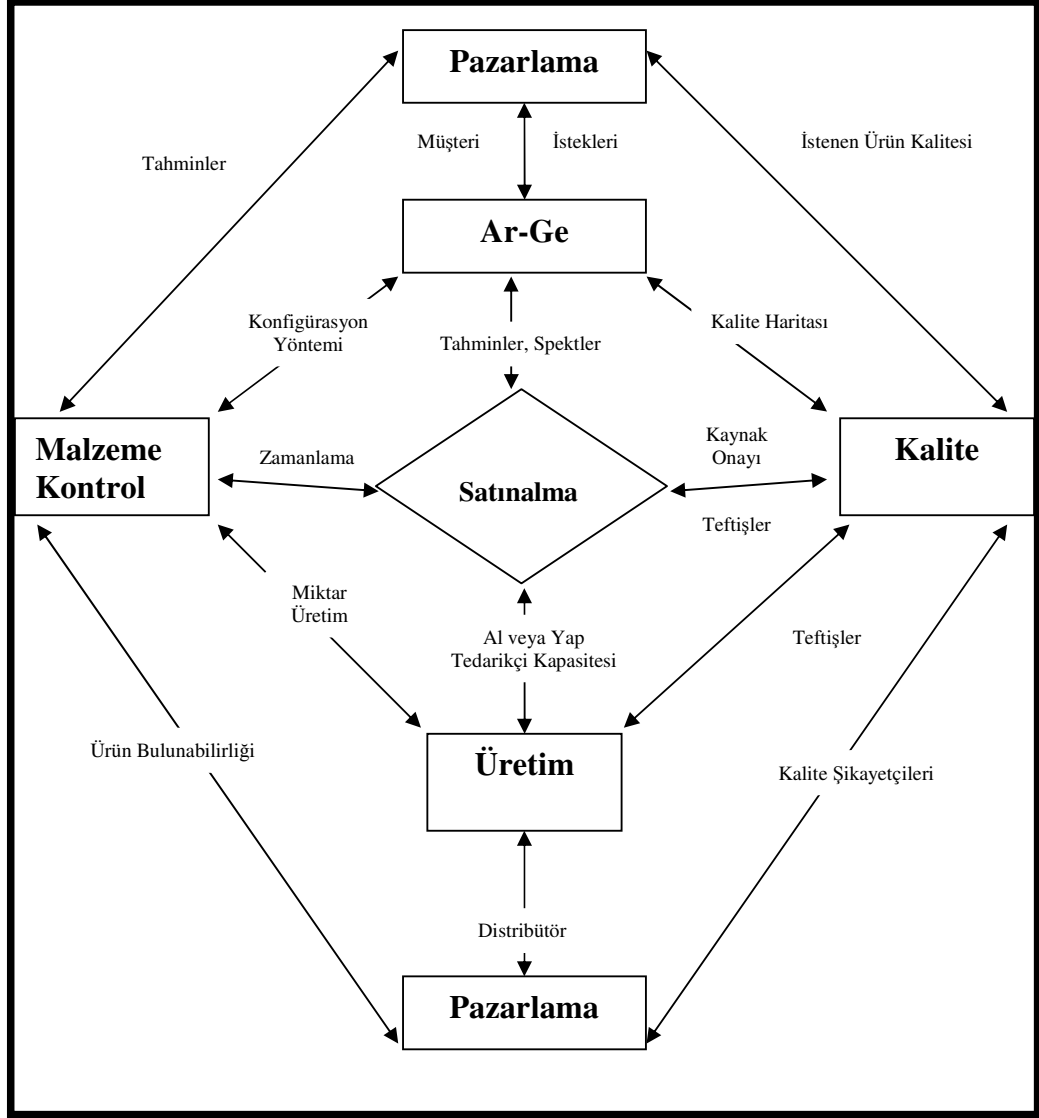 Pazarlama
Müşteri İstekleri
İstenen Ürün Kalitesi
Tahminler
Ar-Ge
Konfigürasyon
Yöntemi
Kalite Haritası
Tahminler, Spektler
Malzeme
Kontrol
Zamanlama
Satınalma
Kaynak
Onayı
Kalite
Teftişler
Miktar
Üretim
Al veya Yap
Tedarikçi Kapasitesi
Teftişler
Ürün Bulunabilirliği
Üretim
Kalite Şikayetçileri
Distribütör
Pazarlama